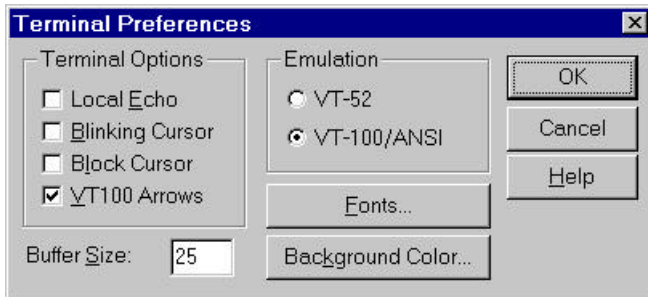 Terminal Preferences
Terminal Options
Local Echo
Blinking Cursor
Block Cursor
VT100 Arrows
Buffer Size: 25
Emulation
VT-52
VT-100/ANSI
Fonts...
Background Color...
OK
Cancel
Help